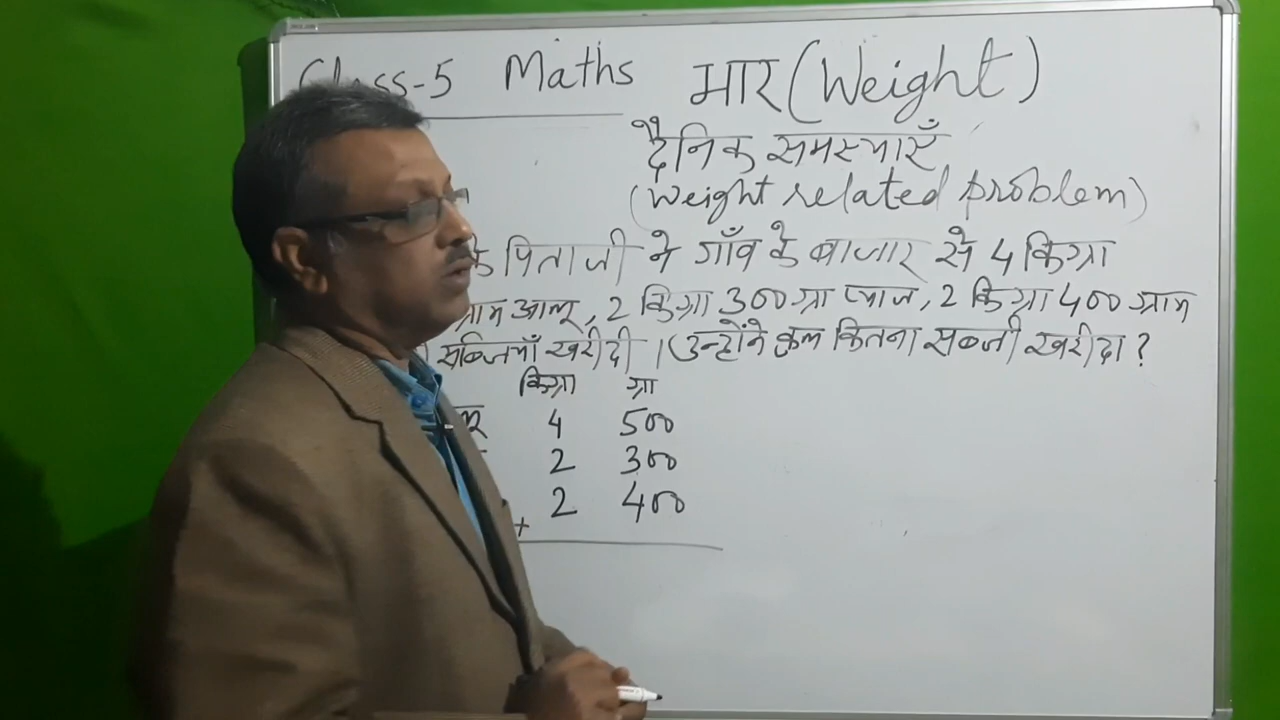 Class-5 Maths भार (Weight)
दैनिक समस्याएँ
(Weight related problem)
के पिताजी ने गाँव के बाजार से 4 किग्रा
ग्राम आलू, 2 किग्रा 300 ग्रा प्याज, 2 किग्रा 400 ग्राम
सब्जियाँ खरीदी । उन्होंने कुल कितना सब्जी खरीदा ?
किग्रा ग्रा
4 500
2 300
2 400
+